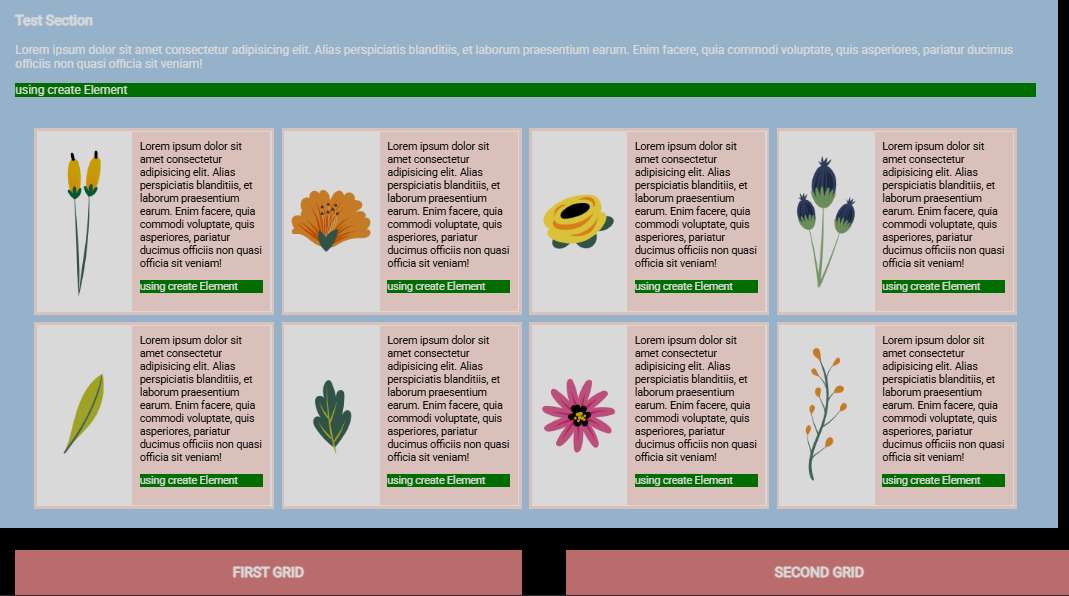 Test Section
Lorem ipsum dolor sit amet consectetur adipisicing elit. Alias perspiciatis blanditiis, et laborum praesentium earum. Enim facere, quia commodi voluptate, quis asperiores, pariatur ducimus
officiis non quasi officia sit veniam!
using create Element
Lorem ipsum dolor sit
amet consectetur
adipisicing elit. Alias
perspiciatis blanditiis, et
laborum praesentium
earum. Enim facere, quia
commodi voluptate, quis
asperiores, pariatur
ducimus officiis non quasi
officia sit veniam!
using create Element
Lorem ipsum dolor sit
amet consectetur
adipisicing elit. Alias
perspiciatis blanditiis, et
laborum praesentium
earum. Enim facere, quia
commodi voluptate, quis
asperiores, pariatur
ducimus officiis non quasi
officia sit veniam!
using create Element
Lorem ipsum dolor sit
amet consectetur
adipisicing elit. Alias
perspiciatis blanditiis, et
laborum praesentium
earum. Enim facere, quia
commodi voluptate, quis
asperiores, pariatur
ducimus officiis non quasi
officia sit veniam!
using create Element
Lorem ipsum dolor sit
amet consectetur
adipisicing elit. Alias
perspiciatis blanditiis, et
laborum praesentium
earum. Enim facere, quia
commodi voluptate, quis
asperiores, pariatur
ducimus officiis non quasi
officia sit veniam!
using create Element
Lorem ipsum dolor sit
amet consectetur
adipisicing elit. Alias
perspiciatis blanditiis, et
laborum praesentium
earum. Enim facere, quia
commodi voluptate, quis
asperiores, pariatur
ducimus officiis non quasi
officia sit veniam!
using create Element
Lorem ipsum dolor sit
amet consectetur
adipisicing elit. Alias
perspiciatis blanditiis, et
laborum praesentium
earum. Enim facere, quia
commodi voluptate, quis
asperiores, pariatur
ducimus officiis non quasi
officia sit veniam!
using create Element
Lorem ipsum dolor sit
amet consectetur
adipisicing elit. Alias
perspiciatis blanditiis, et
laborum praesentium
earum. Enim facere, quia
commodi voluptate, quis
asperiores, pariatur
ducimus officiis non quasi
officia sit veniam!
using create Element
Lorem ipsum dolor sit
amet consectetur
adipisicing elit. Alias
perspiciatis blanditiis, et
laborum praesentium
earum. Enim facere, quia
commodi voluptate, quis
asperiores, pariatur
ducimus officiis non quasi
officia sit veniam!
using create Element
FIRST GRID
SECOND GRID